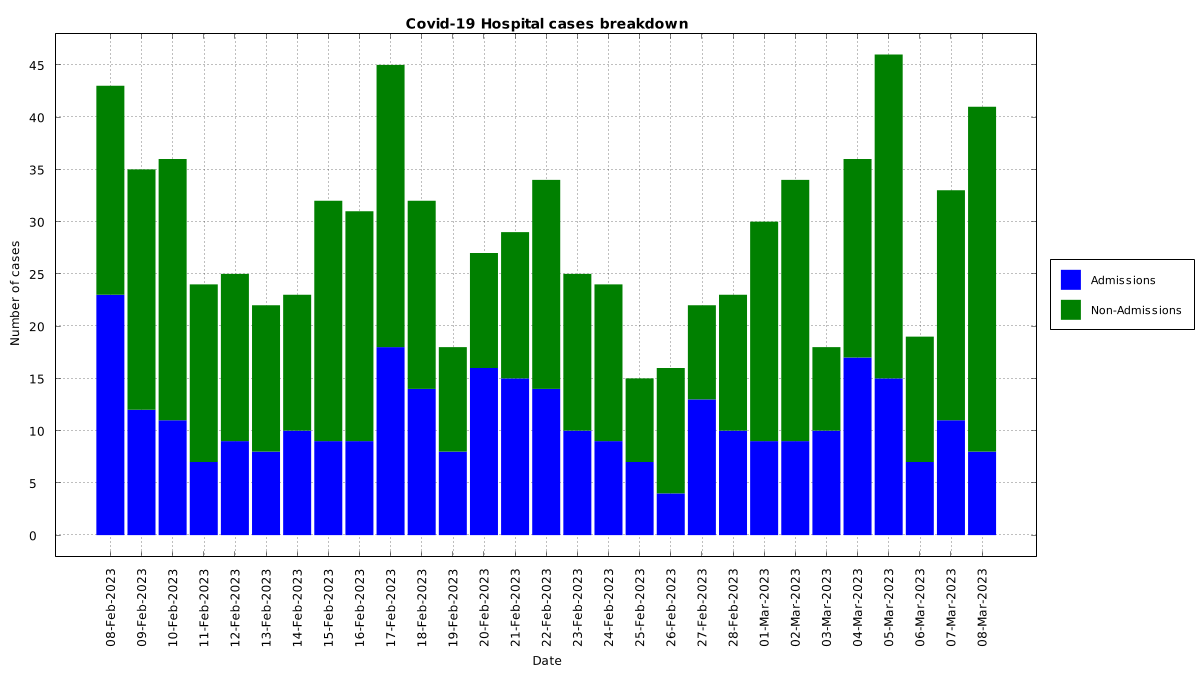 Covid-19 Hospital cases breakdown
45
40
35
30
25
20
15
10
5
0
Number of cases
08-Feb-2023
09-Feb-2023
10-Feb-2023
11-Feb-2023
12-Feb-2023
13-Feb-2023
14-Feb-2023
15-Feb-2023
16-Feb-2023
17-Feb-2023
18-Feb-2023
19-Feb-2023
20-Feb-2023
21-Feb-2023
22-Feb-2023
23-Feb-2023
24-Feb-2023
25-Feb-2023
26-Feb-2023
27-Feb-2023
28-Feb-2023
01-Mar-2023
02-Mar-2023
03-Mar-2023
04-Mar-2023
05-Mar-2023
06-Mar-2023
07-Mar-2023
08-Mar-2023
Date
Admissions
Non-Admissions